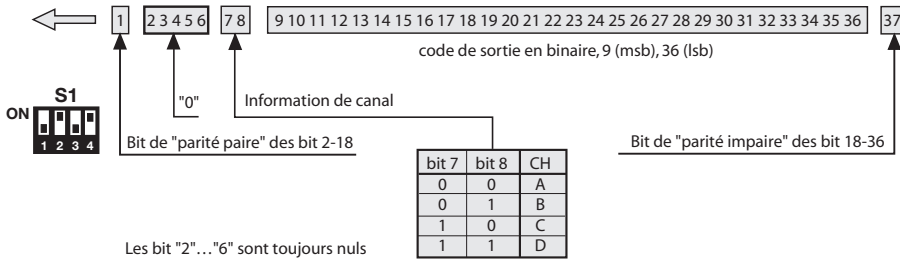 1 2 3 4 5 6 7 8 9 10 11 12 13 14 15 16 17 18 19 20 21 22 23 24 25 26 27 28 29 30 31 32 33 34 35 36 37
code de sortie en binaire, 9 (msb), 36 (lsb)
S1
ON
1 2 3 4
"0"
Information de canal
Bit de "parité paire" des bit 2-18
Bit de "parité impaire" des bit 18-36
bit 7 bit 8 CH
0 0 A
0 1 B
1 0 C
1 1 D
Les bit "2"…"6" sont toujours nuls